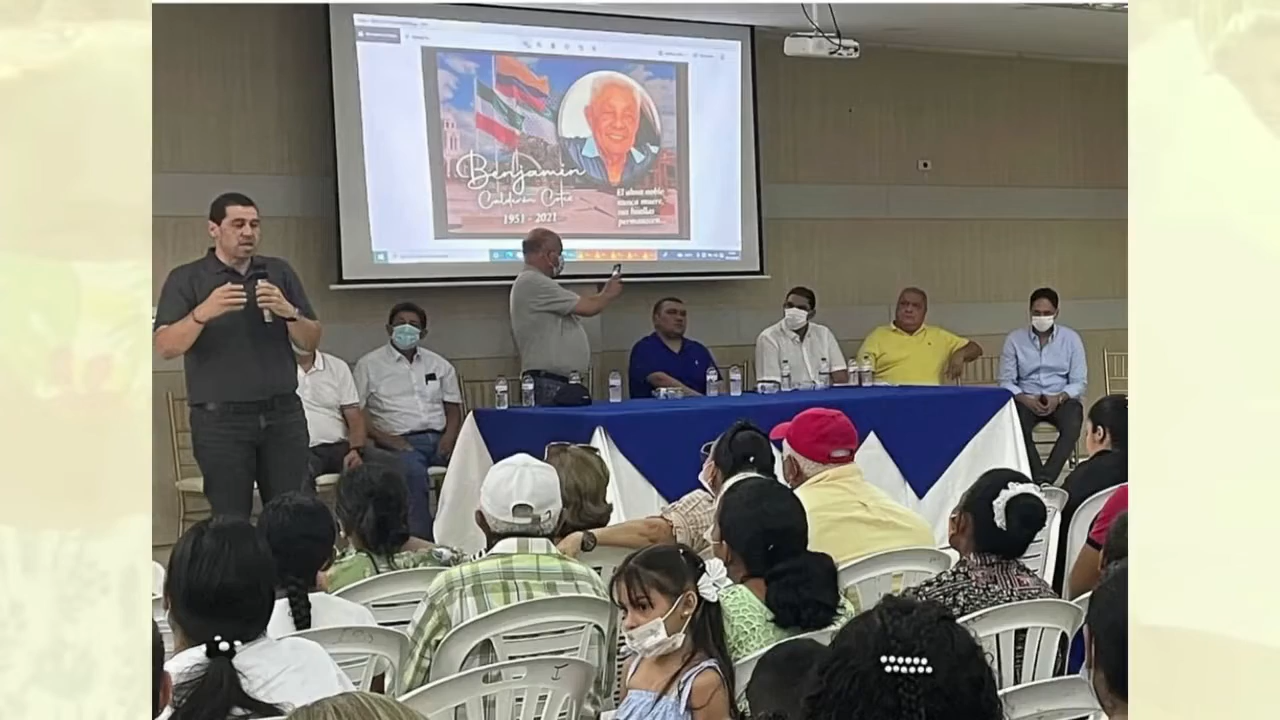 Benjamín
Calderón Cotes
1951 - 2021
El alma noble
nunca muere,
sus huellas
permanecen...